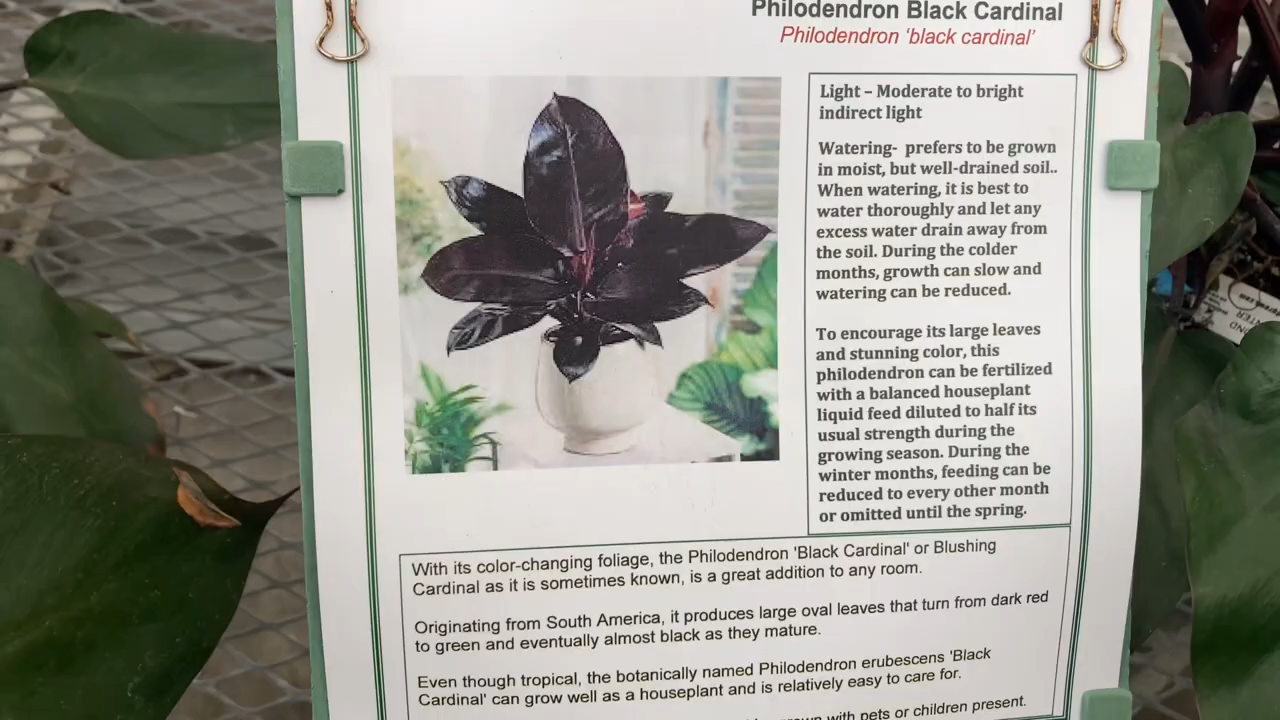 Philodendron Black Cardinal
Philodendron 'black cardinal'
Light – Moderate to bright
indirect light
Watering- prefers to be grown
in moist, but well-drained soil..
When watering, it is best to
water thoroughly and let any
excess water drain away from
the soil. During the colder
months, growth can slow and
watering can be reduced.
To encourage its large leaves
and stunning color, this
philodendron can be fertilized
with a balanced houseplant
liquid feed diluted to half its
usual strength during the
growing season. During the
winter months, feeding can be
reduced to every other month
or omitted until the spring.
With its color-changing foliage, the Philodendron 'Black Cardinal' or Blushing
Cardinal as it is sometimes known, is a great addition to any room.
Originating from South America, it produces large oval leaves that turn from dark red
to green and eventually almost black as they mature.
Even though tropical, the botanically named Philodendron erubescens 'Black
Cardinal' can grow well as a houseplant and is relatively easy to care for.
with pets or children present.